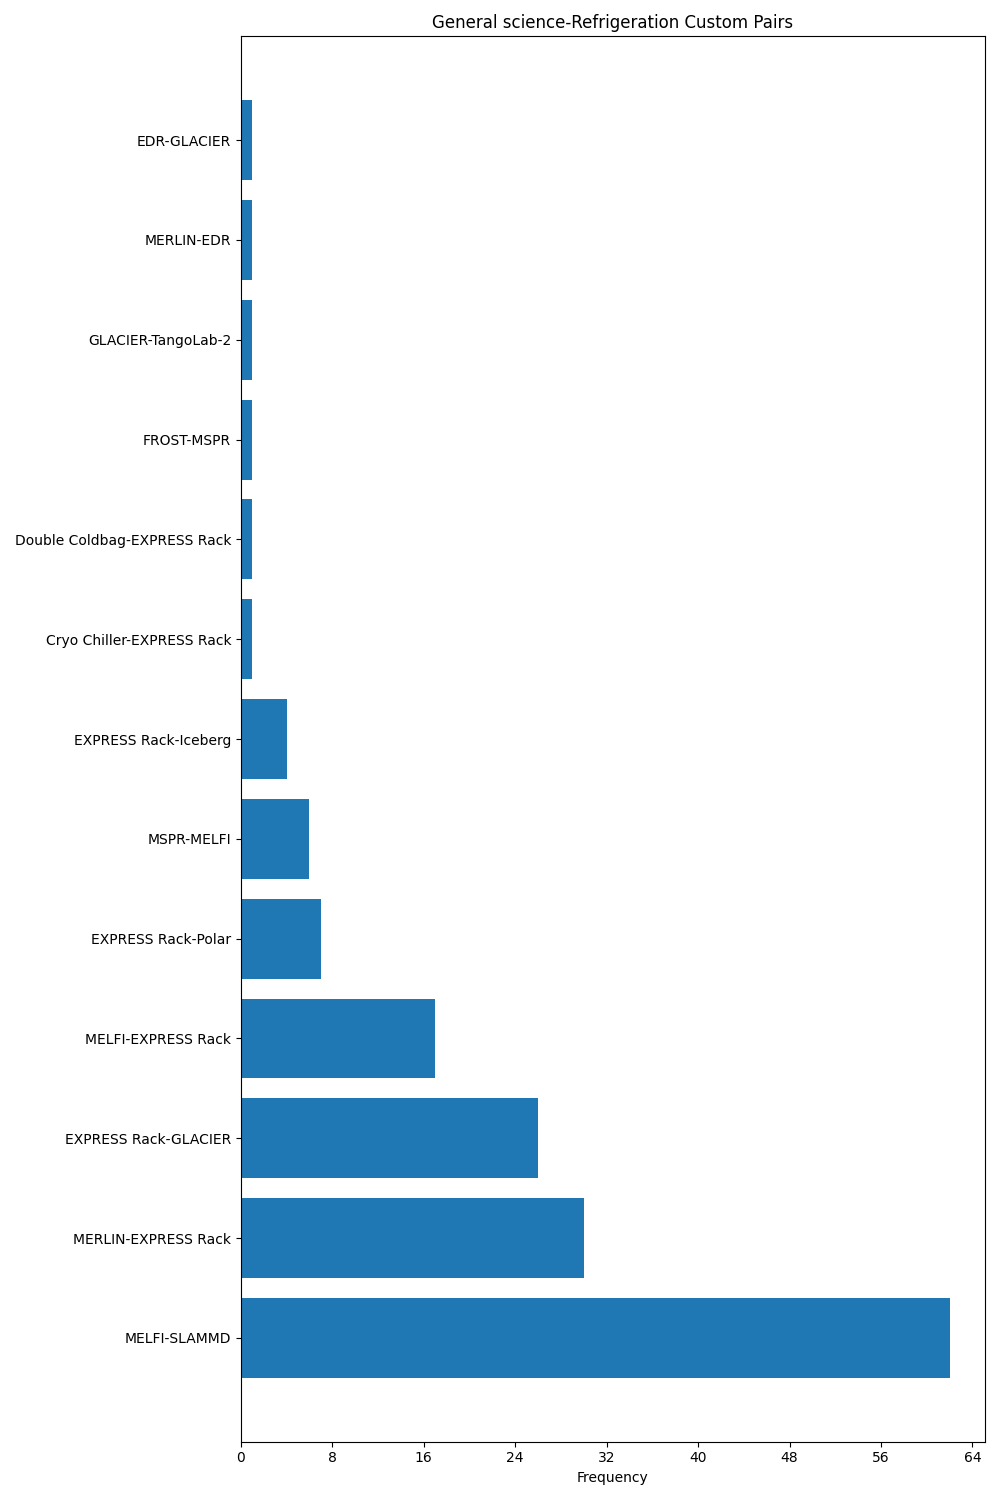 General science-Refrigeration Custom Pairs
EDR-GLACIER
MERLIN-EDR
GLACIER-TangoLab-2
FROST-MSPR
Double Coldbag-EXPRESS Rack
Cryo Chiller-EXPRESS Rack
EXPRESS Rack-Iceberg
MSPR-MELFI
EXPRESS Rack-Polar
MELFI-EXPRESS Rack
EXPRESS Rack-GLACIER
MERLIN-EXPRESS Rack
MELFI-SLAMMD
0 8 16 24 32 40 48 56 64
Frequency